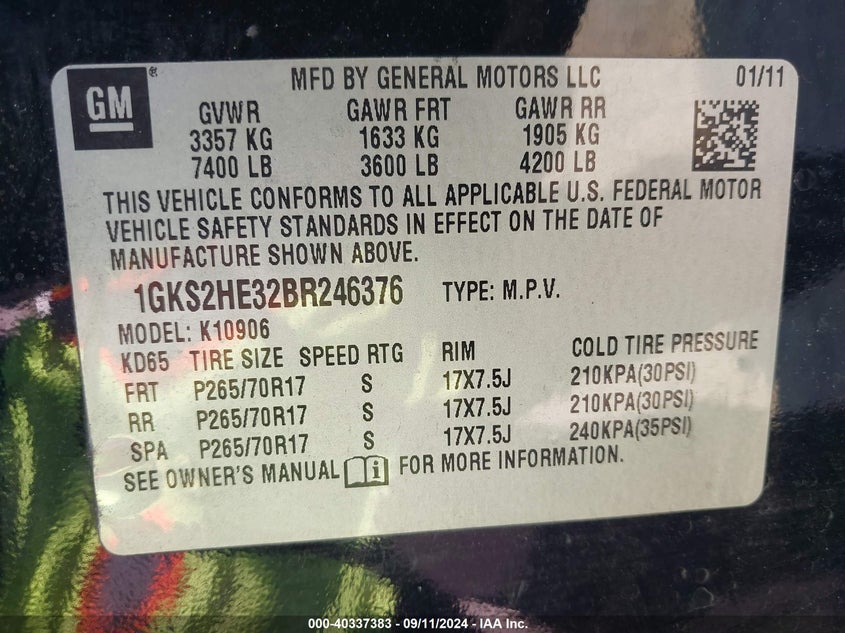 GM®
MFD BY GENERAL MOTORS LLC 01/11
GVWR GAWR FRT GAWR RR
3357 KG 1633 KG 1905 KG
7400 LB 3600 LB 4200 LB
THIS VEHICLE CONFORMS TO ALL APPLICABLE U.S. FEDERAL MOTOR
VEHICLE SAFETY STANDARDS IN EFFECT ON THE DATE OF
MANUFACTURE SHOWN ABOVE.
1GKS2HE32BR246376 TYPE: M.P.V.
MODEL: K10906
KD65 TIRE SIZE SPEED RTG RIM COLD TIRE PRESSURE
FRT P265/70R17 S 17X7.5J 210KPA(30PSI)
RR P265/70R17 S 17X7.5J 210KPA(30PSI)
SPA P265/70R17 S 17X7.5J 240KPA(35PSI)
SEE OWNER'S MANUAL FOR MORE INFORMATION.
000-40337383 - 09/11/2024 - IAA Inc.